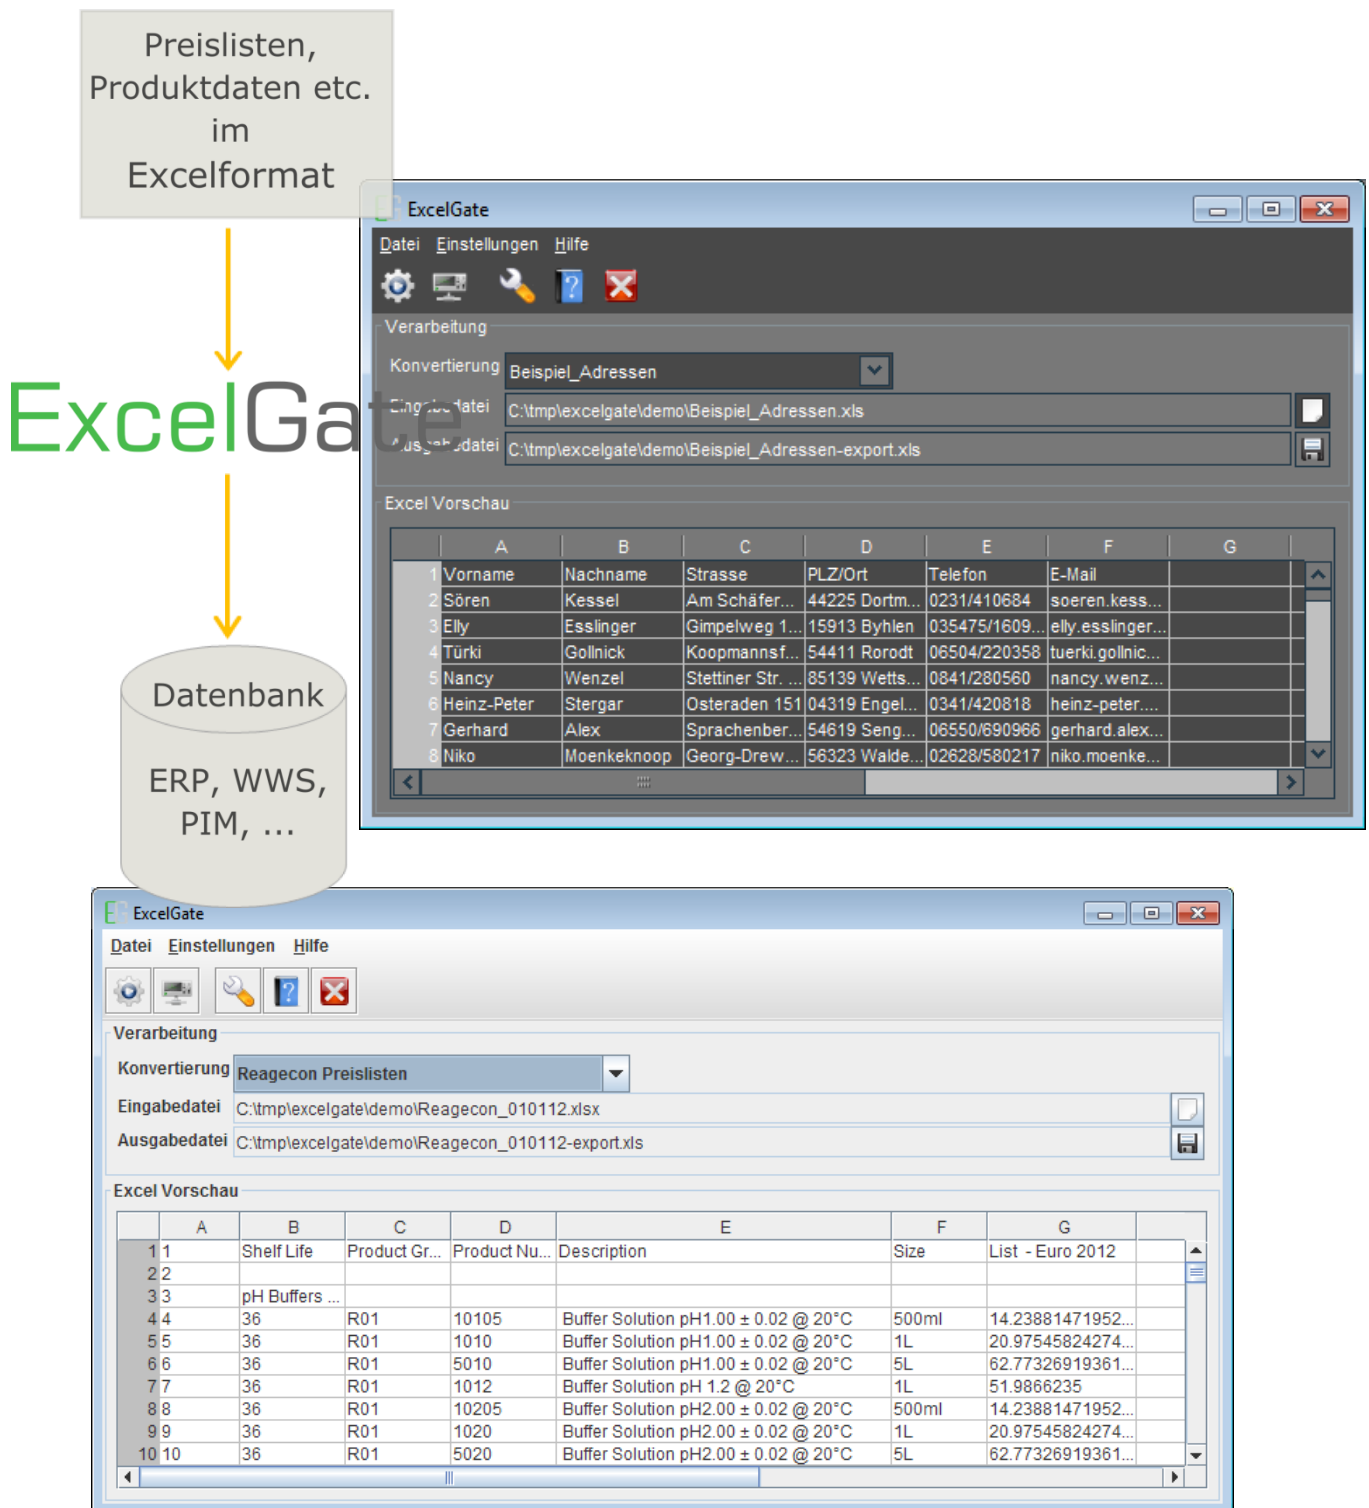 Preislisten,
Produktdaten etc.
im
Excelformat
ExcelGate
Datenbank
ERP, WWS,
PIM, ...
ExcelGate
Datei Einstellungen Hilfe
Verarbeitung
Konvertierung Beispiel_Adressen
Eingabedatei C:\tmp\excelgate\demo\Beispiel_Adressen.xls
Ausgabedatei C:\tmp\excelgate\demo\Beispiel_Adressen-export.xls
Excel Vorschau
A B C D E F G
1 Vorname Nachname Strasse PLZ/Ort Telefon E-Mail
2 Sören Kessel Am Schäfer... 44225 Dortm... 0231/410684 soeren.kess...
3 Elly Esslinger Gimpelweg 1... 15913 Byhlen 035475/1609... elly.esslinger...
4 Türki Gollnick Koopmannsf... 54411 Rorodt 06504/220358 tuerki.gollnic...
5 Nancy Wenzel Stettiner Str. ... 85139 Wetts... 0841/280560 nancy.wenz...
6 Heinz-Peter Stergar Osteraden 151 04319 Engel... 0341/420818 heinz-peter....
7 Gerhard Alex Sprachenber... 54619 Seng... 06550/690966 gerhard.alex...
8 Niko Moenkeknoop Georg-Drew... 56323 Walde... 02628/580217 niko.moenke...
ExcelGate
Datei Einstellungen Hilfe
Verarbeitung
Konvertierung Reagecon Preislisten
Eingabedatei C:\tmp\excelgate\demo\Reagecon_010112.xlsx
Ausgabedatei C:\tmp\excelgate\demo\Reagecon_010112-export.xls
Excel Vorschau
A B C D E F G
1 1 Shelf Life Product Gr... Product Nu... Description Size List - Euro 2012
2 2
3 3 pH Buffers ...
4 4 36 R01 10105 Buffer Solution pH1.00 ± 0.02 @ 20°C 500ml 14.23881471952...
5 5 36 R01 1010 Buffer Solution pH1.00 ± 0.02 @ 20°C 1L 20.97545824274...
6 6 36 R01 5010 Buffer Solution pH1.00 ± 0.02 @ 20°C 5L 62.77326919361...
7 7 36 R01 1012 Buffer Solution pH 1.2 @ 20°C 1L 51.9866235
8 8 36 R01 10205 Buffer Solution pH2.00 ± 0.02 @ 20°C 500ml 14.23881471952...
9 9 36 R01 1020 Buffer Solution pH2.00 ± 0.02 @ 20°C 1L 20.97545824274...
10 10 36 R01 5020 Buffer Solution pH2.00 ± 0.02 @ 20°C 5L 62.77326919361...